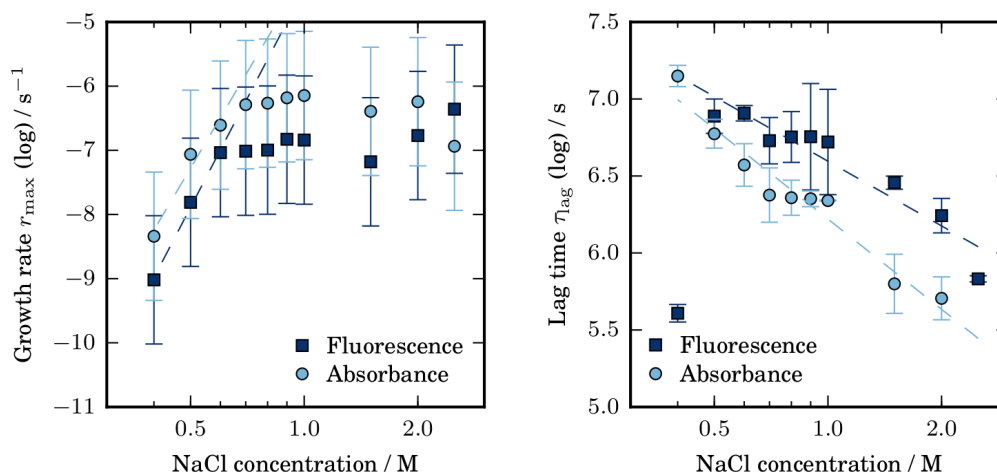 Growth rate r_max (log) / s⁻¹
−5
−6
−7
−8
−9
−10
−11
0.5
1.0
2.0
NaCl concentration / M
Fluorescence
Absorbance
Lag time τ_lag (log) / s
7.5
7.0
6.5
6.0
5.5
5.0
0.5
1.0
2.0
NaCl concentration / M
Fluorescence
Absorbance